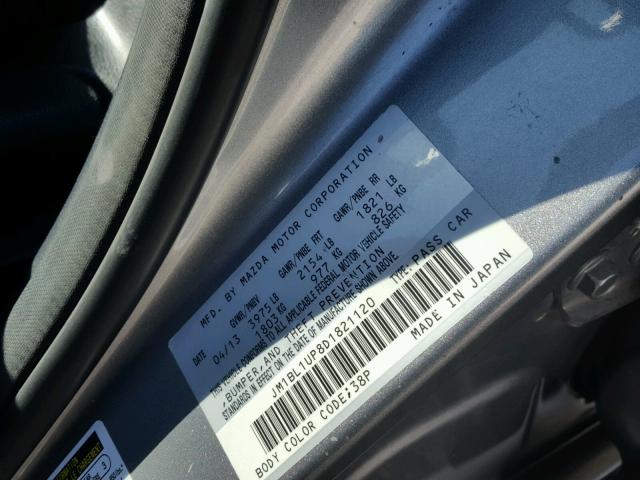 MFD. BY MAZDA MOTOR CORPORATION
DATE GVWR/PNBV GAWR/PNBE FRT GAWR/PNBE RR
04/13 3975 LB 2154 LB 1821 LB
1803 KG 977 KG 826 KG
THIS VEHICLE CONFORMS TO ALL APPLICABLE FEDERAL MOTOR VEHICLE SAFETY
,BUMPER,AND THEFT PREVENTION
STANDARDS IN EFFECT ON THE DATE OF MANUFACTURE SHOWN ABOVE.
JM1BL1UP8D1821120 TYPE:PASS CAR
BODY COLOR CODE:38P MADE IN JAPAN
3